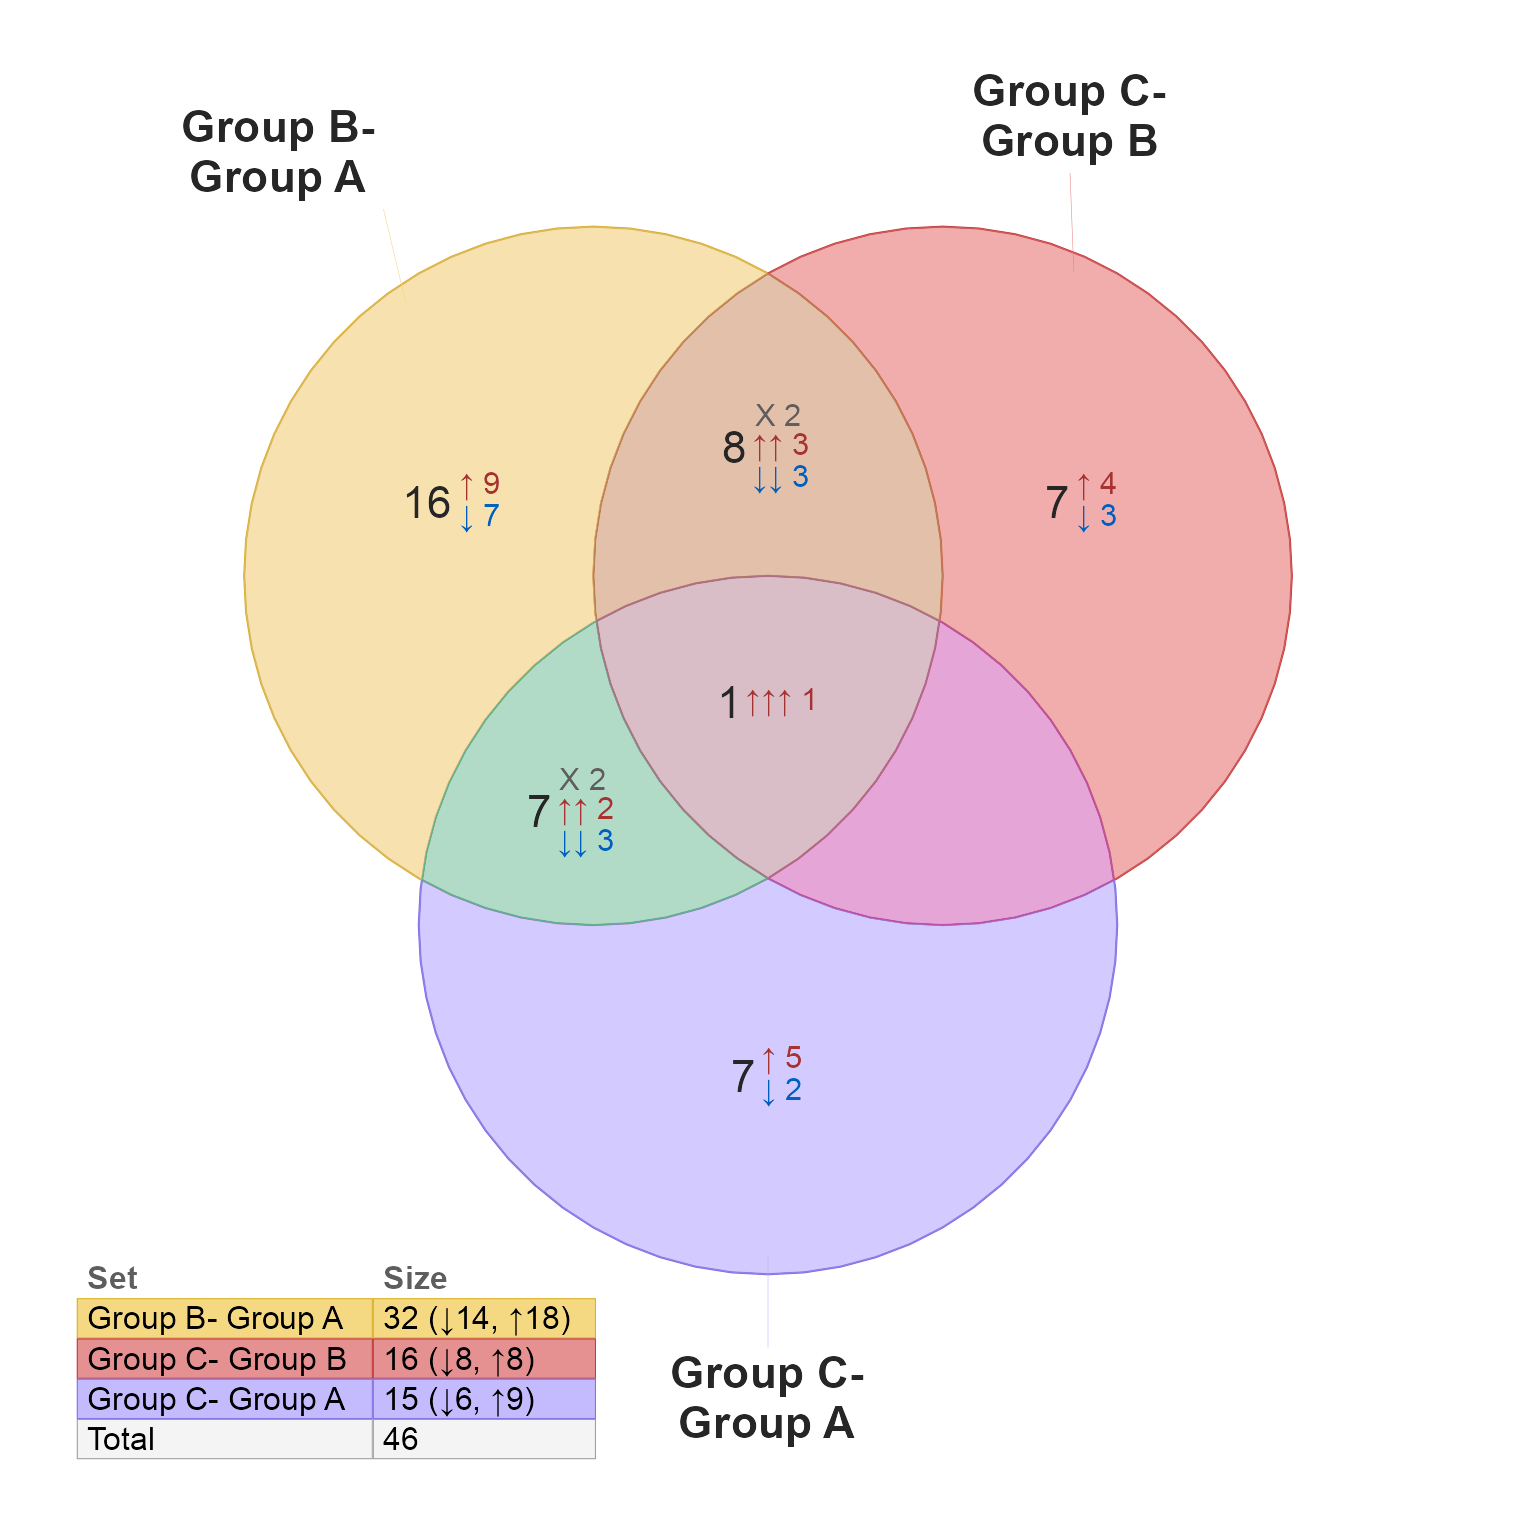 Group C-
Group B
Group B-
Group A
X 2
8 ↑↑ 3
↓↓ 3
16 ↑ 9
↓ 7
7 ↑ 4
↓ 3
1 ↑↑↑ 1
X 2
7 ↑↑ 2
↓↓ 3
7 ↑ 5
↓ 2
Set Size
Group B- Group A 32 (↓14, ↑18)
Group C- Group B 16 (↓8, ↑8)
Group C- Group A 15 (↓6, ↑9)
Total 46
Group C-
Group A